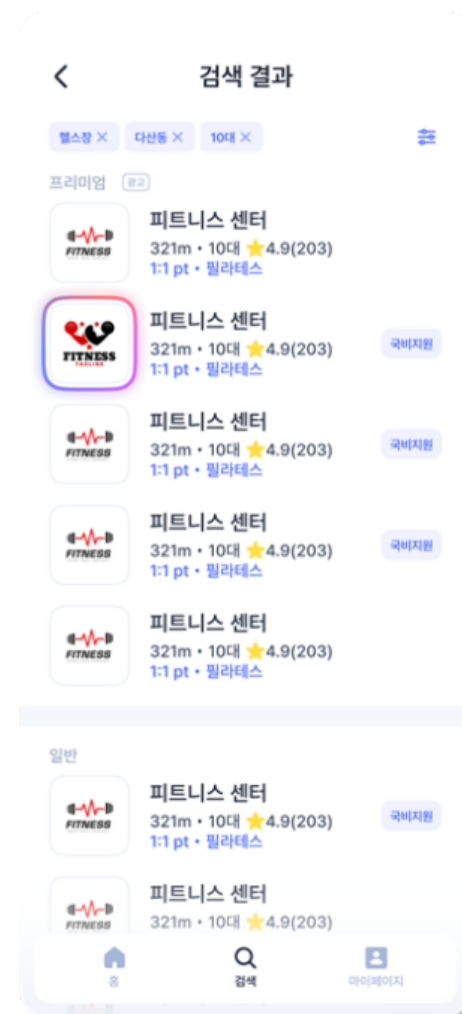 검색 결과
헬스장 × 다산동 × 10대 ×
프리미엄 광고
FITNESS
피트니스 센터
321m • 10대 ⭐4.9(203)
1:1 pt • 필라테스
FITNESS
TAGLINE
피트니스 센터
321m • 10대 ⭐4.9(203)
1:1 pt • 필라테스
국비지원
FITNESS
피트니스 센터
321m • 10대 ⭐4.9(203)
1:1 pt • 필라테스
국비지원
FITNESS
피트니스 센터
321m • 10대 ⭐4.9(203)
1:1 pt • 필라테스
국비지원
FITNESS
피트니스 센터
321m • 10대 ⭐4.9(203)
1:1 pt • 필라테스
일반
FITNESS
피트니스 센터
321m • 10대 ⭐4.9(203)
1:1 pt • 필라테스
국비지원
FITNESS
피트니스 센터
321m • 10대 ⭐4.9(203)
홈 검색 마이페이지